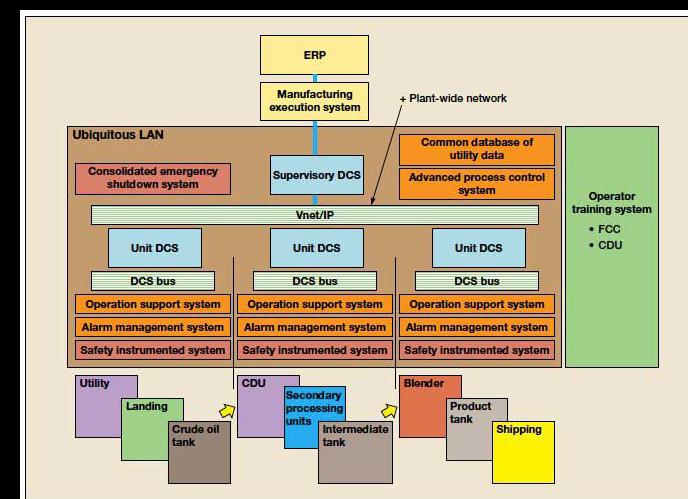 ERP
Manufacturing
execution system
+ Plant-wide network
Ubiquitous LAN
Common database of
utility data
Consolidated emergency
shutdown system
Supervisory DCS
Advanced process control
system
Operator
training system
• FCC
• CDU
Vnet/IP
Unit DCS
Unit DCS
Unit DCS
DCS bus
DCS bus
DCS bus
Operation support system
Operation support system
Operation support system
Alarm management system
Alarm management system
Alarm management system
Safety instrumented system
Safety instrumented system
Safety instrumented system
Utility
Landing
Crude oil
tank
CDU
Secondary
processing
units
Intermediate
tank
Blender
Product
tank
Shipping